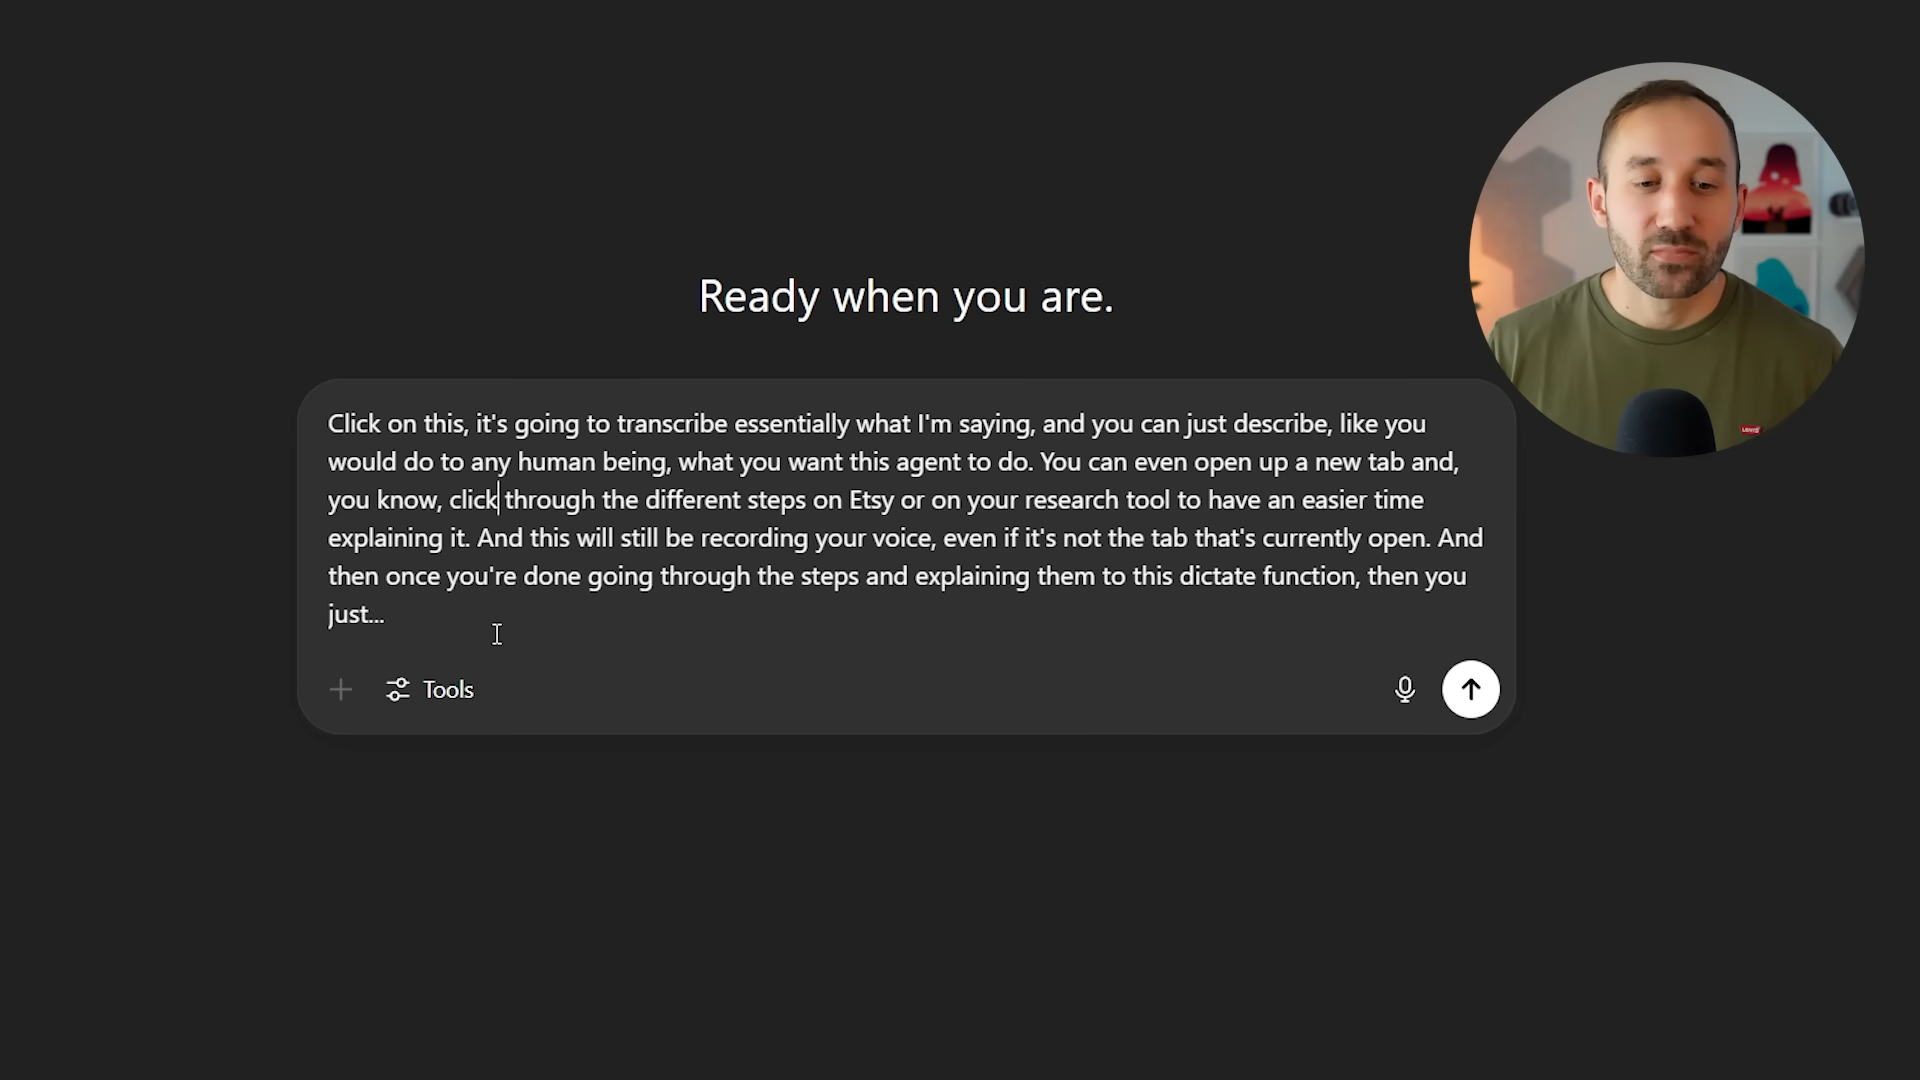 Ready when you are.
Click on this, it's going to transcribe essentially what I'm saying, and you can just describe, like you
would do to any human being, what you want this agent to do. You can even open up a new tab and,
you know, click through the different steps on Etsy or on your research tool to have an easier time
explaining it. And this will still be recording your voice, even if it's not the tab that's currently open. And
then once you're done going through the steps and explaining them to this dictate function, then you
just...
Tools